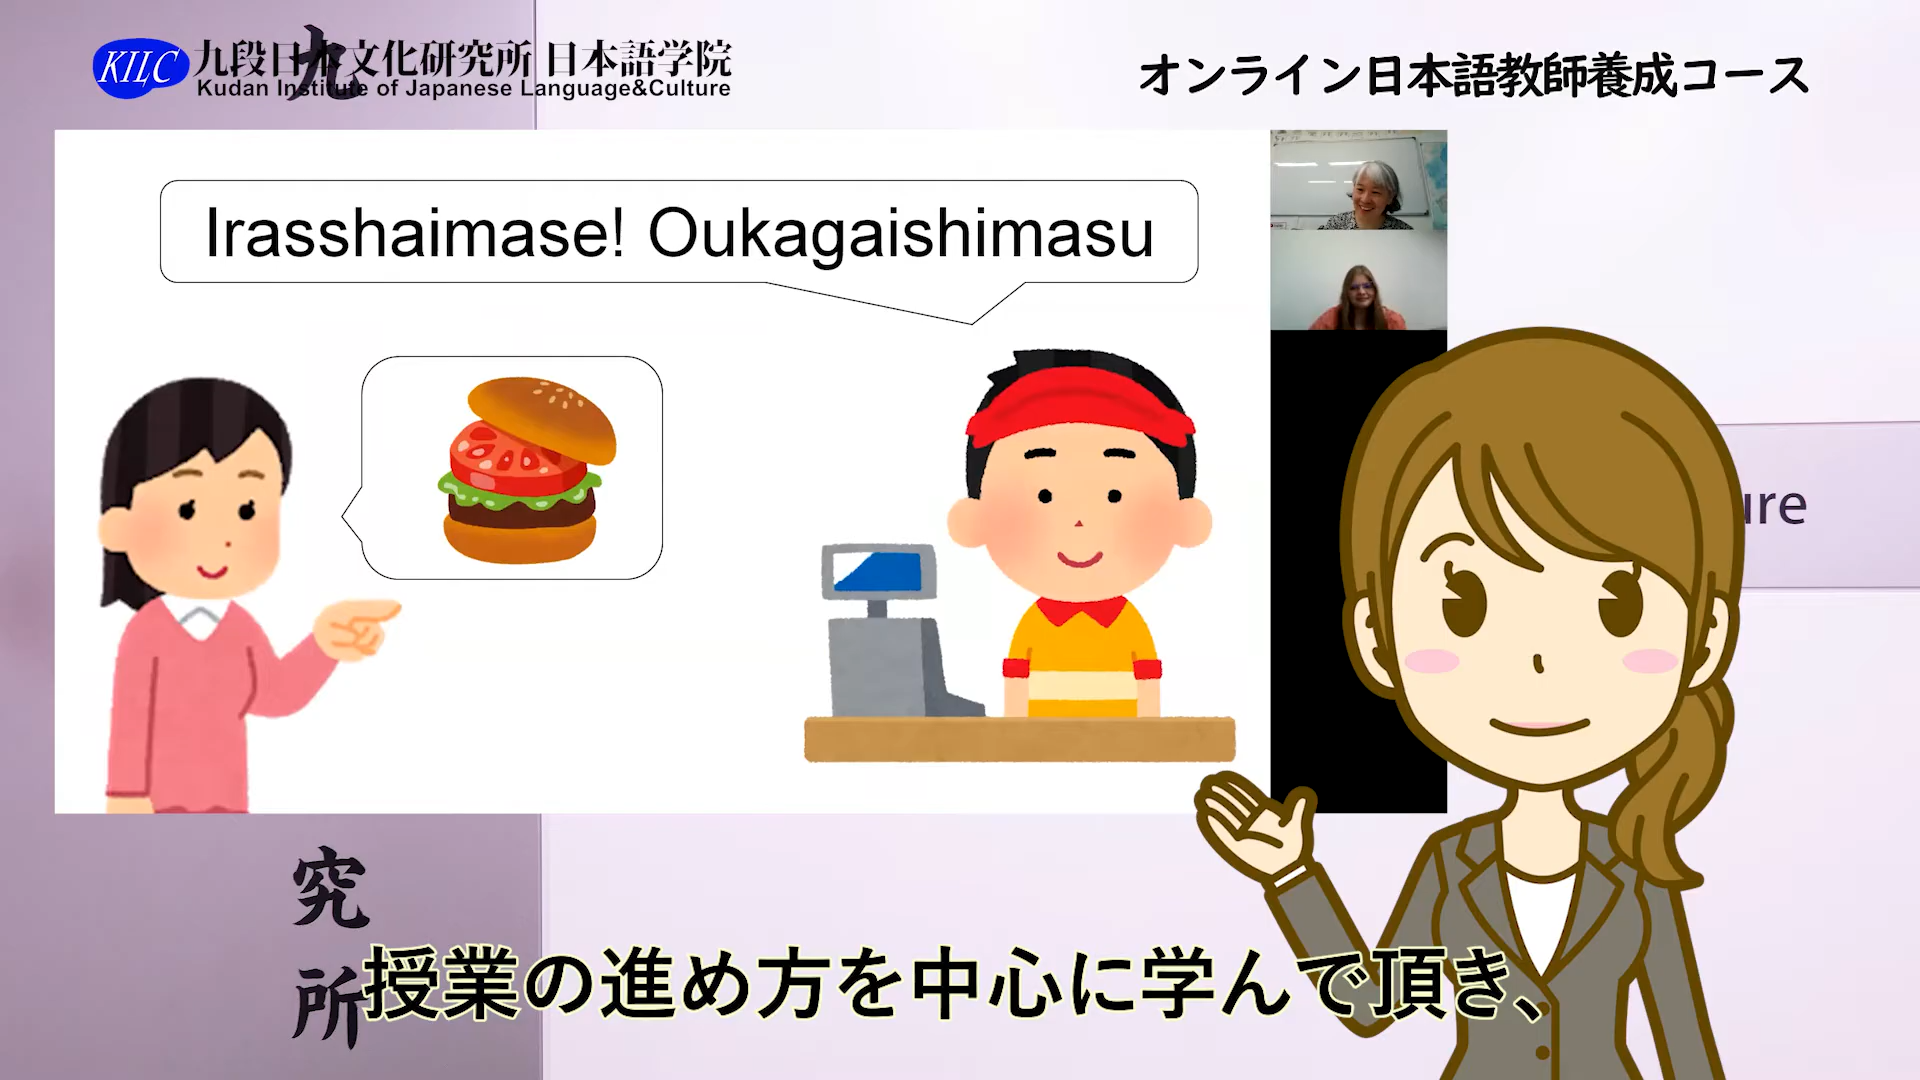 KILC 九段日本文化研究所 日本語学院
Kudan Institute of Japanese Language&Culture
オンライン日本語教師養成コース
Irasshaimase! Oukagaishimasu
ure
九
究
所
授業の進め方を中心に学んで頂き、